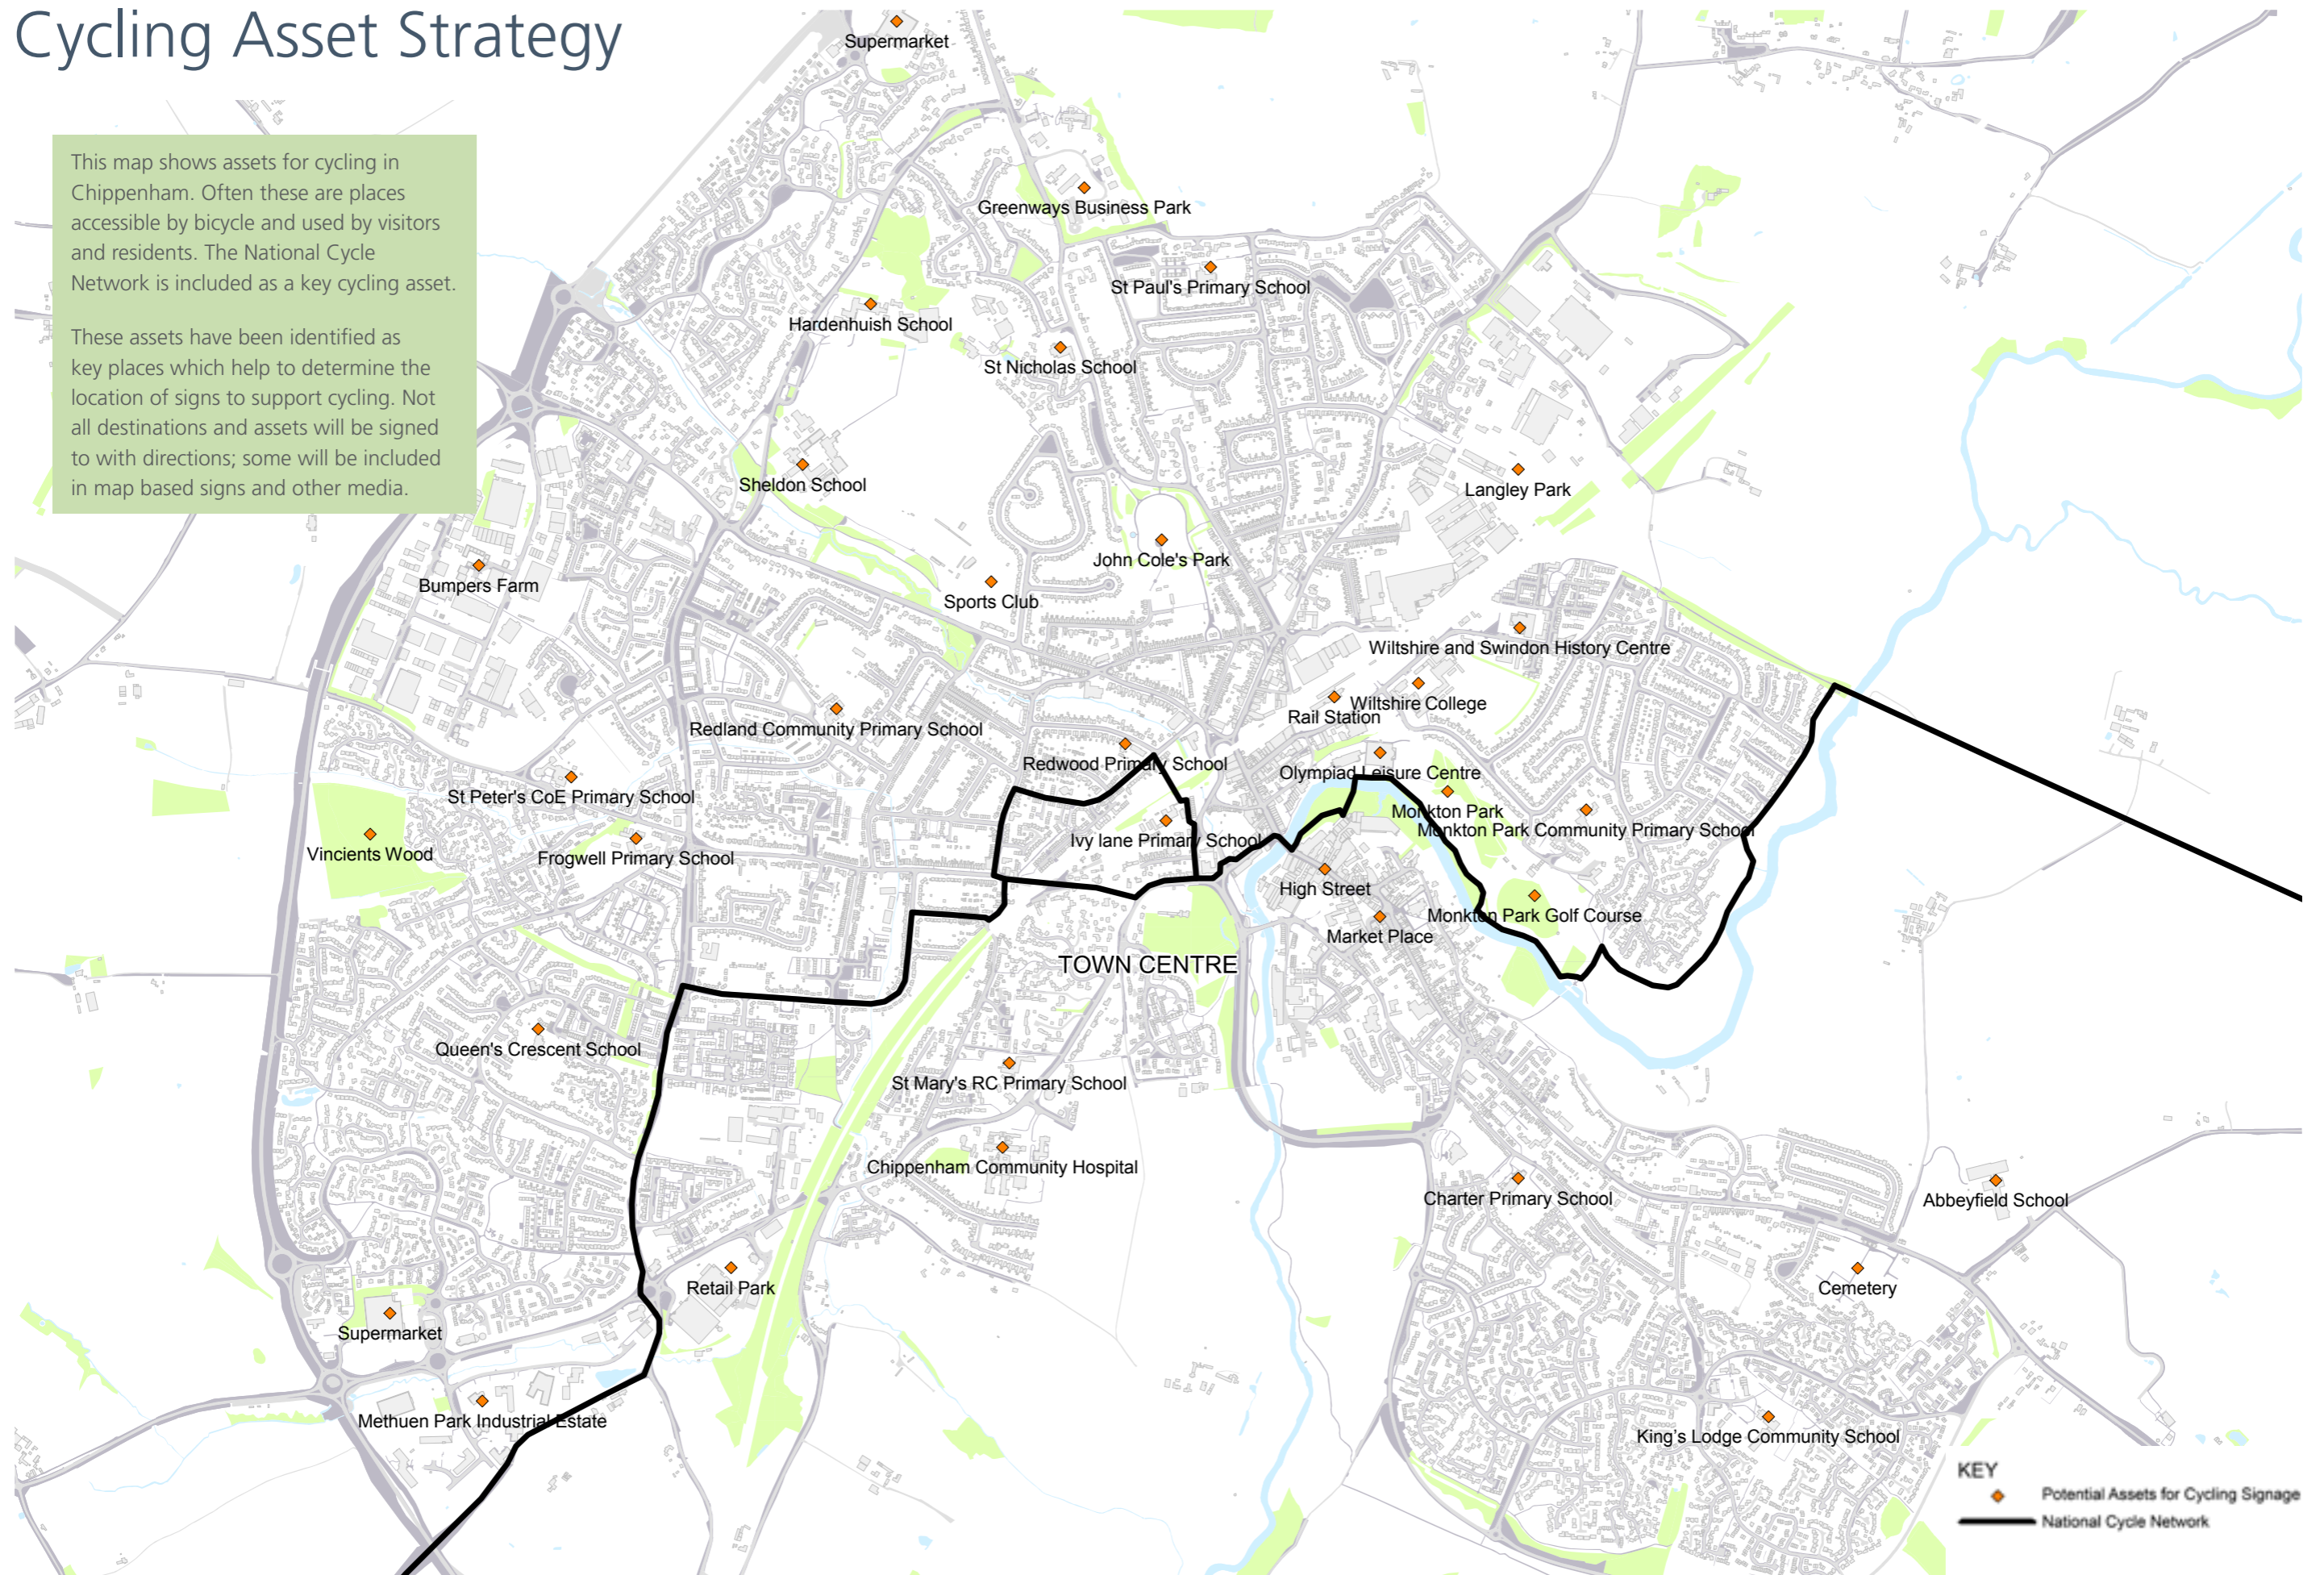 Cycling Asset Strategy
This map shows assets for cycling in
Chippenham. Often these are places
accessible by bicycle and used by visitors
and residents. The National Cycle
Network is included as a key cycling asset.
These assets have been identified as
key places which help to determine the
location of signs to support cycling. Not
all destinations and assets will be signed
to with directions; some will be included
in map based signs and other media.
Supermarket
Greenways Business Park
St Paul's Primary School
Hardenhuish School
St Nicholas School
Sheldon School
Langley Park
John Cole's Park
Bumpers Farm
Sports Club
Wiltshire and Swindon History Centre
Wiltshire College
Rail Station
Redland Community Primary School
Redwood Primary School
Olympiad Leisure Centre
St Peter's CoE Primary School
Monkton Park
Monkton Park Community Primary School
Ivy lane Primary School
Vincients Wood
Frogwell Primary School
High Street
Monkton Park Golf Course
Market Place
TOWN CENTRE
Queen's Crescent School
St Mary's RC Primary School
Chippenham Community Hospital
Charter Primary School
Abbeyfield School
Retail Park
Cemetery
Supermarket
Methuen Park Industrial Estate
King's Lodge Community School
KEY
Potential Assets for Cycling Signage
National Cycle Network